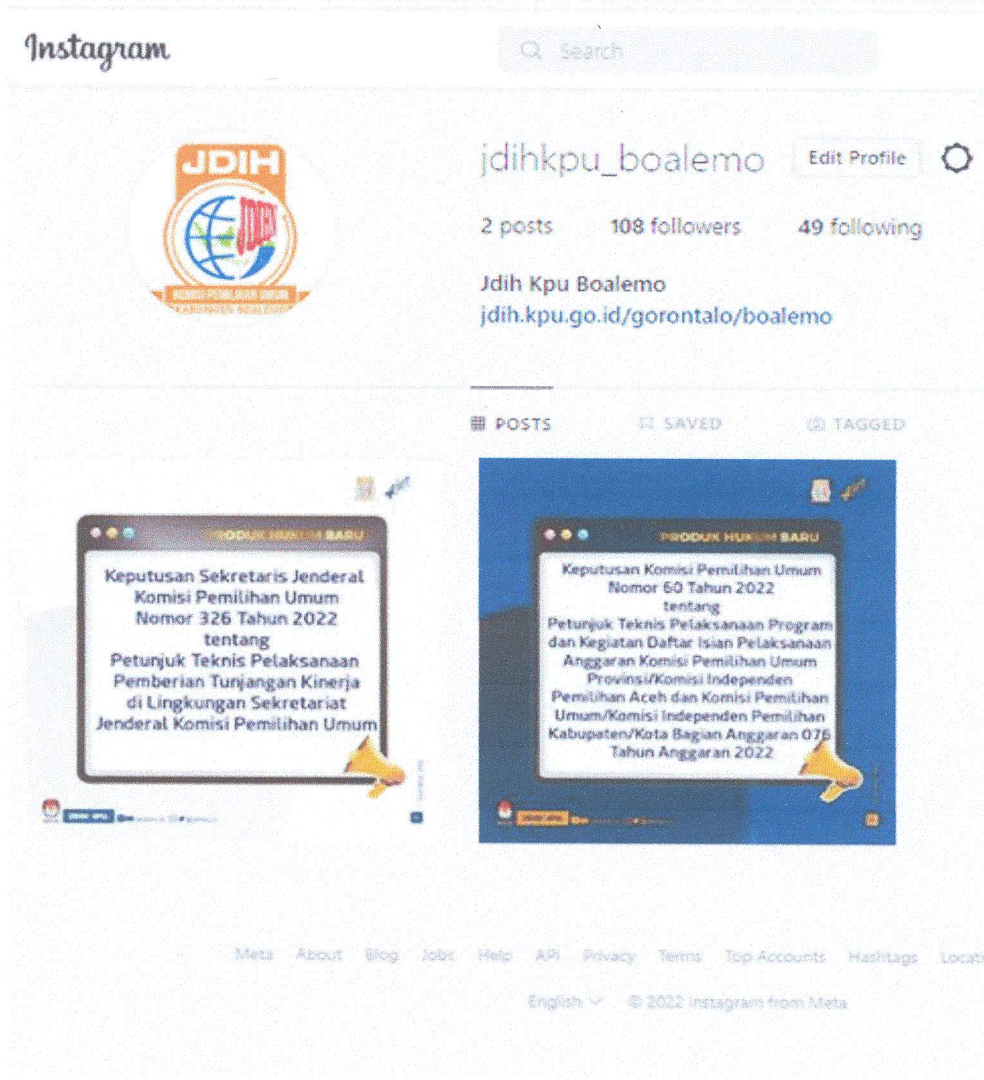 Instagram
Search
JDIH
JDIH
KABUPATEN BOALEMO
jdihkpu_boalemo Edit Profile
2 posts 108 followers 49 following
Jdih Kpu Boalemo
jdih.kpu.go.id/gorontalo/boalemo
POSTS SAVED TAGGED
PRODUK HUKUM BARU
Keputusan Sekretaris Jenderal
Komisi Pemilihan Umum
Nomor 326 Tahun 2022
tentang
Petunjuk Teknis Pelaksanaan
Pemberian Tunjangan Kinerja
di Lingkungan Sekretariat
Jenderal Komisi Pemilihan Umum
PRODUK HUKUM BARU
Keputusan Komisi Pemilihan Umum
Nomor 60 Tahun 2022
tentang
Petunjuk Teknis Pelaksanaan Program
dan Kegiatan Daftar Isian Pelaksanaan
Anggaran Komisi Pemilihan Umum
Provinsi/Komisi Independen
Pemilihan Aceh dan Komisi Pemilihan
Umum/Komisi Independen Pemilihan
Kabupaten/Kota Bagian Anggaran 076
Tahun Anggaran 2022
Meta About Blog Jobs Help API Privacy Terms Top Accounts Hashtags Locati
English © 2022 Instagram from Meta